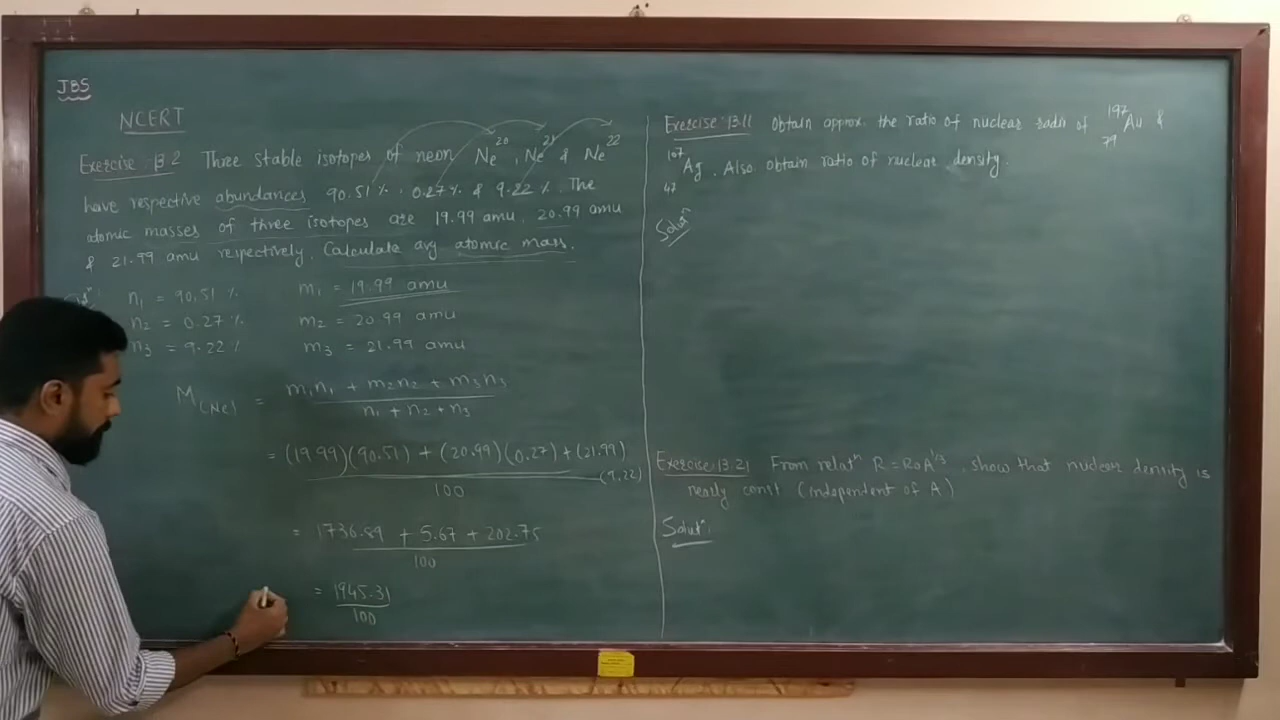 JBS
NCERT
Exercise 13.2 Three stable isotopes of neon Ne²⁰, Ne²¹ & Ne²²
have respective abundances 90.51%, 0.27% & 9.22%. The
atomic masses of three isotopes are 19.99 amu, 20.99 amu
& 21.99 amu respectively. Calculate avg atomic mass.
n₁ = 90.51 % m₁ = 19.99 amu
n₂ = 0.27 % m₂ = 20.99 amu
n₃ = 9.22 % m₃ = 21.99 amu
M(Ne) = m₁n₁ + m₂n₂ + m₃n₃
n₁ + n₂ + n₃
= (19.99)(90.51) + (20.99)(0.27) + (21.99)
(9.22)
100
= 1736.89 + 5.67 + 202.75
100
= 1945.31
100
Exercise 13.11 Obtain approx. the ratio of nuclear radii of ¹⁹⁷₇₉Au &
¹⁰⁷₄₇Ag. Also obtain ratio of nuclear density.
Solutⁿ
Exercise 13.21 From relatⁿ R = R₀A^1/3, show that nuclear density is
nearly const (independent of A)
Solutⁿ.